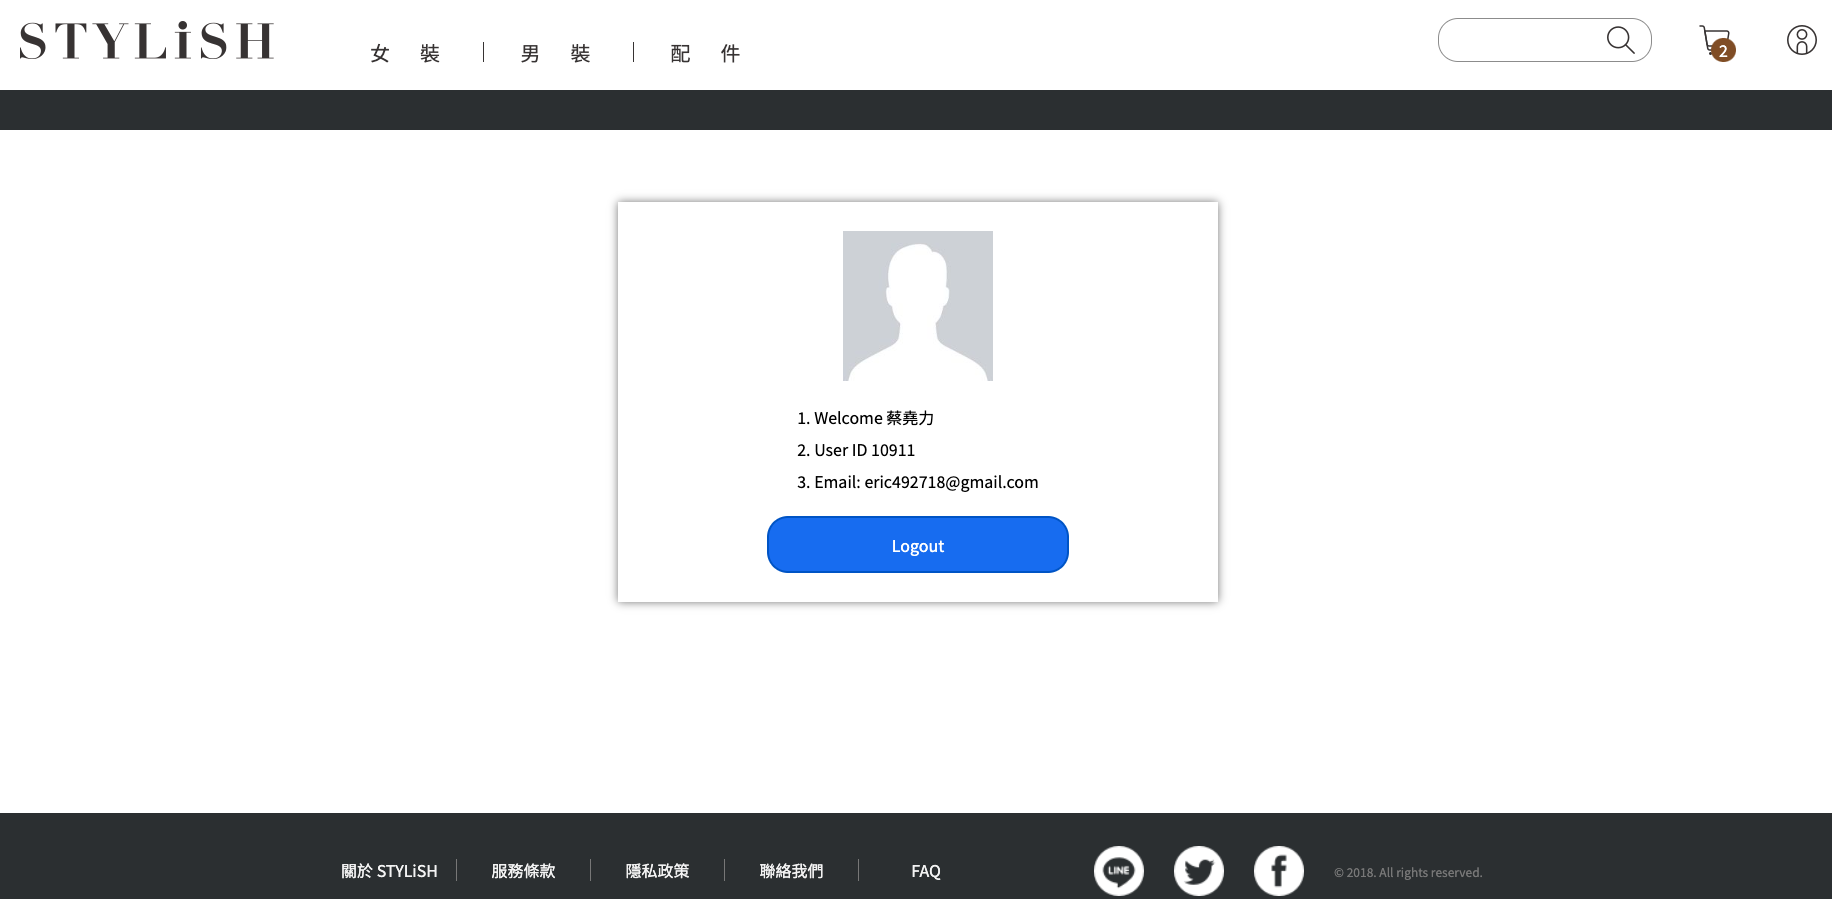 STYLiSH
女裝
男裝
配件
2
1. Welcome 蔡堯力
2. User ID 10911
3. Email: eric492718@gmail.com
Logout
關於 STYLiSH
服務條款
隱私政策
聯絡我們
FAQ
LINE
© 2018. All rights reserved.